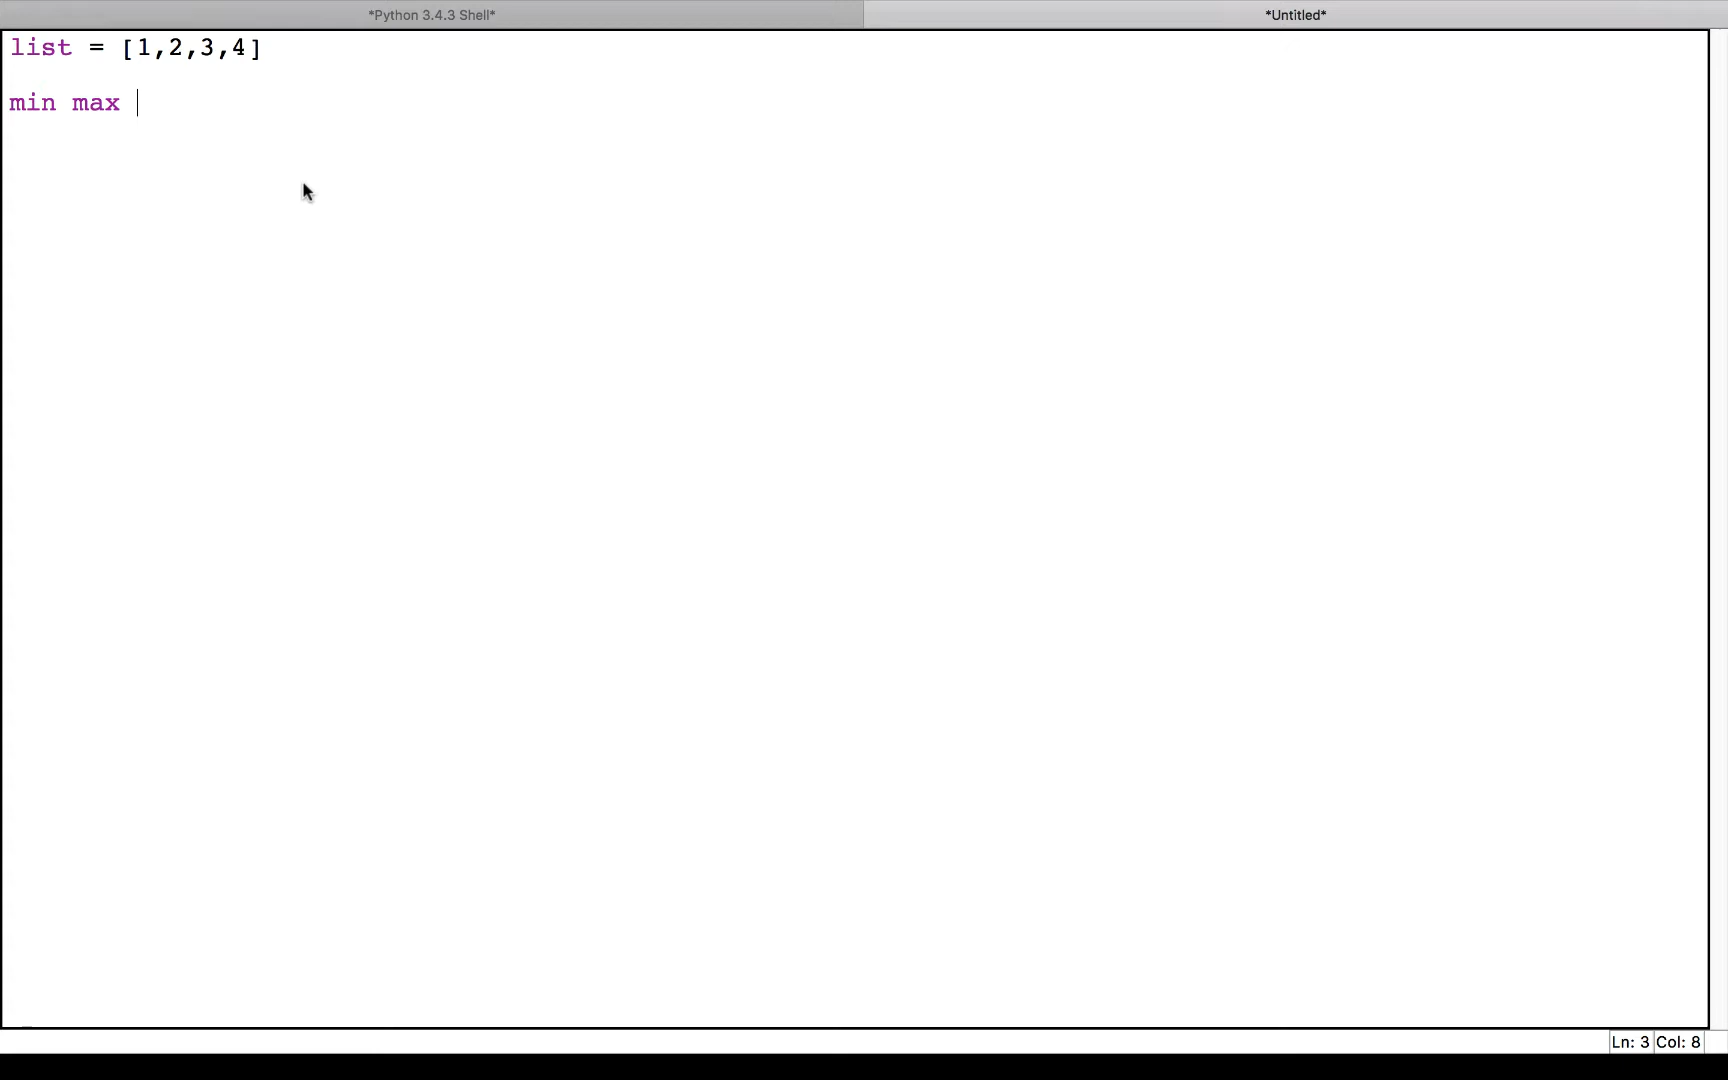 *Python 3.4.3 Shell* *Untitled*
list = [1,2,3,4]
min max
Ln: 3 Col: 8